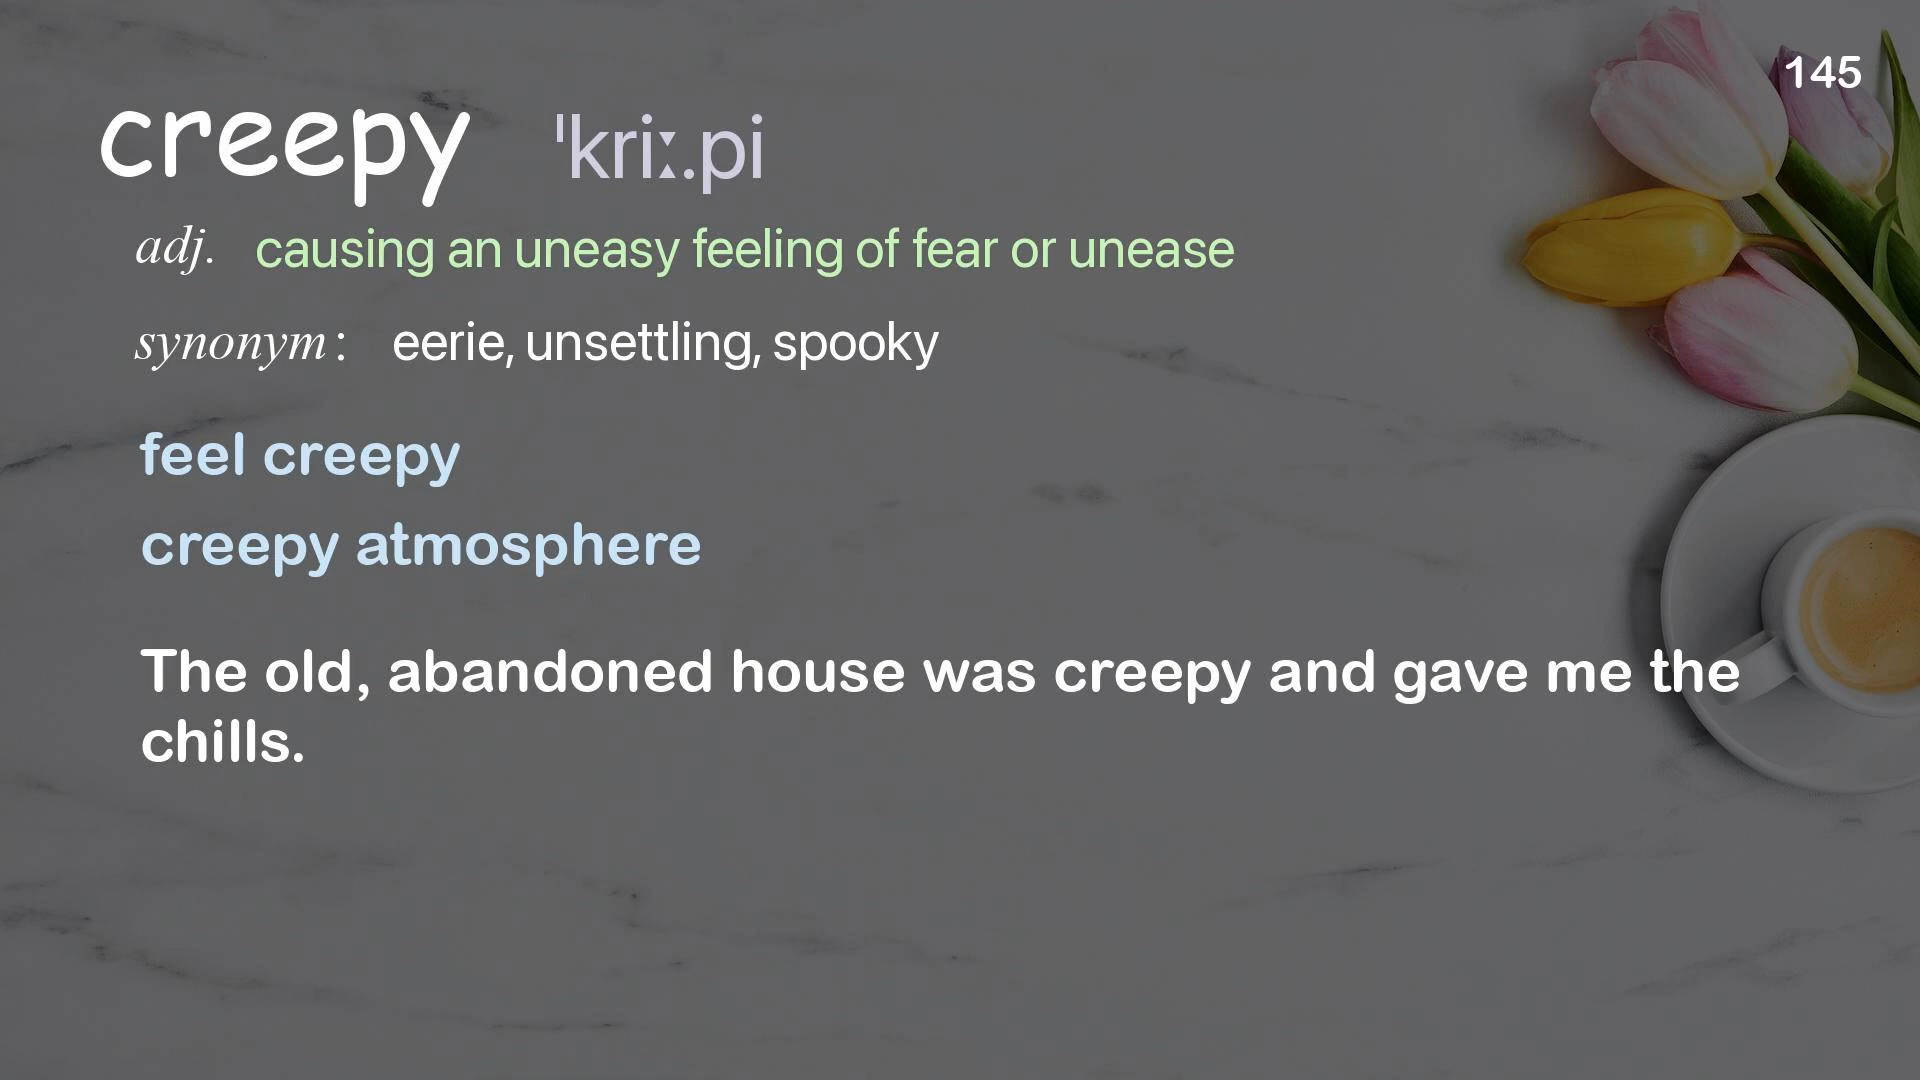 145
creepy ˈkriː.pi
adj. causing an uneasy feeling of fear or unease
synonym: eerie, unsettling, spooky
feel creepy
creepy atmosphere
The old, abandoned house was creepy and gave me the
chills.